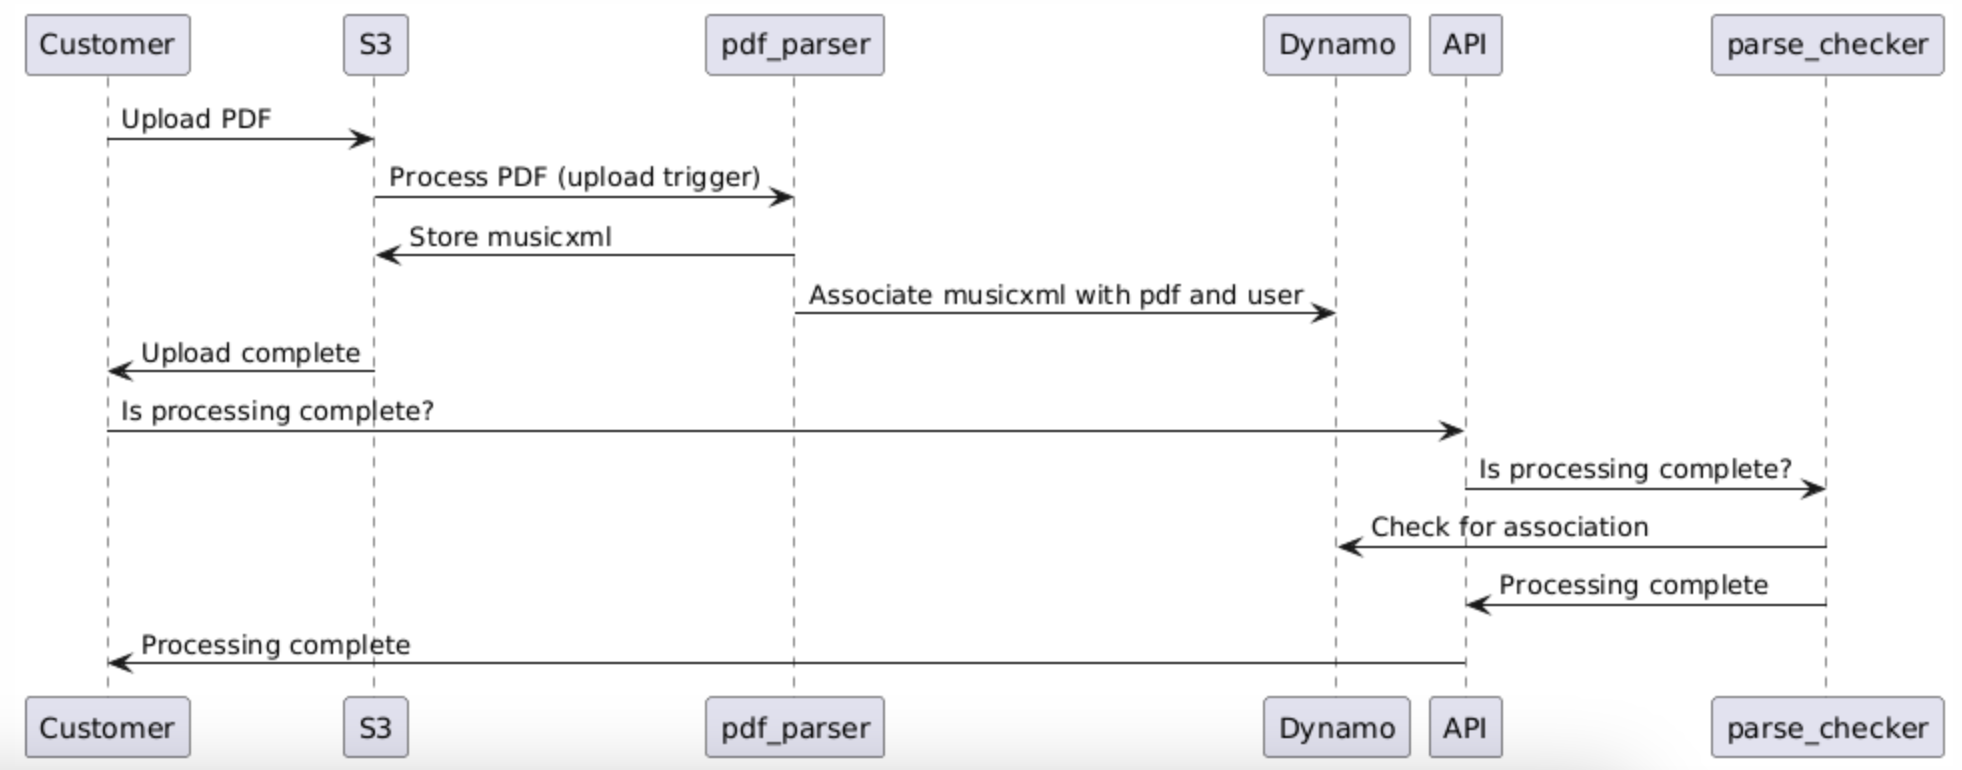 Customer S3 pdf_parser Dynamo API parse_checker
Upload PDF
Process PDF (upload trigger)
Store musicxml
Associate musicxml with pdf and user
Upload complete
Is processing complete?
Is processing complete?
Check for association
Processing complete
Processing complete
Customer S3 pdf_parser Dynamo API parse_checker